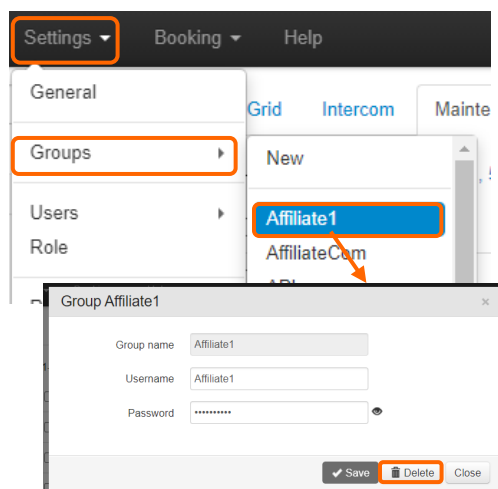 Settings Booking Help
General
Grid Intercom Mainte
Groups
New
Users
Affiliate1
Role
AffiliateCom
Group Affiliate1 ×
Group name Affiliate1
Username Affiliate1
Password ••••••••••
Save Delete Close